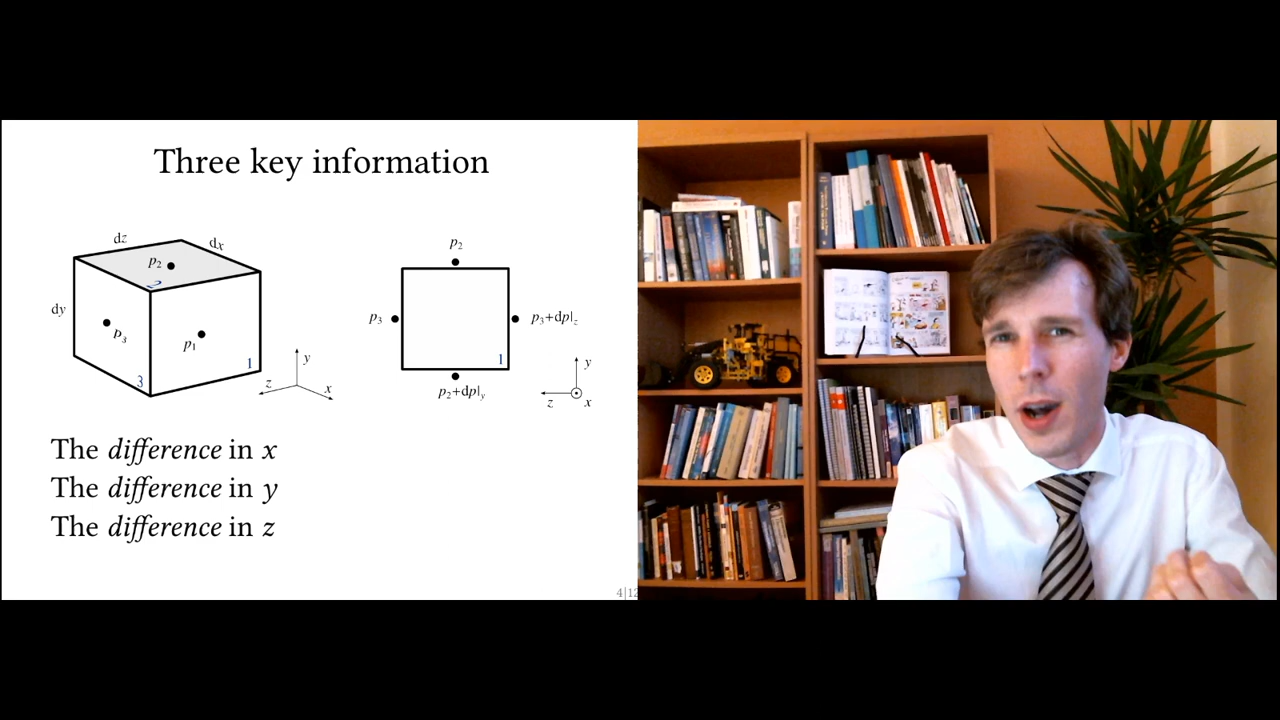 Three key information
dz
dx
p₂
2
dy
p₃
p₁
3
1
y
z
x
p₂
p₃
p₃+dp|z
1
p₂+dp|y
y
z
x
The difference in x
The difference in y
The difference in z
4|12